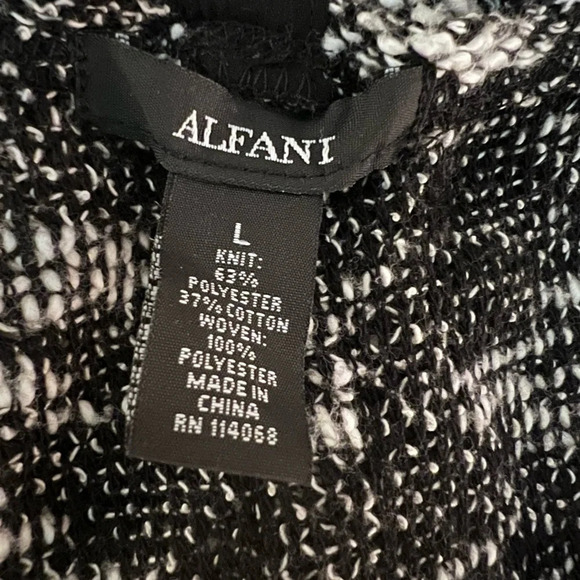 ALFANI
L
KNIT:
63%
POLYESTER
37% COTTON
WOVEN:
100%
POLYESTER
MADE IN
CHINA
RN 114068